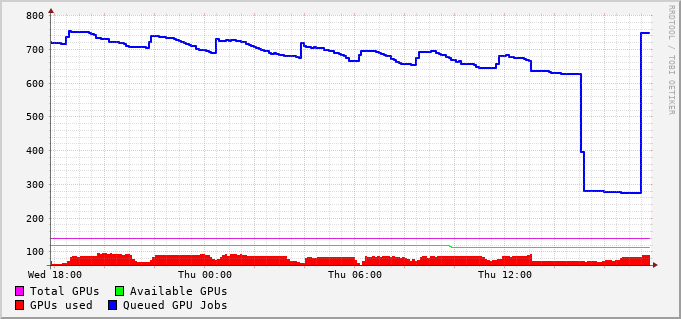 800
700
600
500
400
300
200
100
Wed 18:00 Thu 00:00 Thu 06:00 Thu 12:00
Total GPUs Available GPUs
GPUs used Queued GPU Jobs
RRDTOOL / TOBI OETIKER